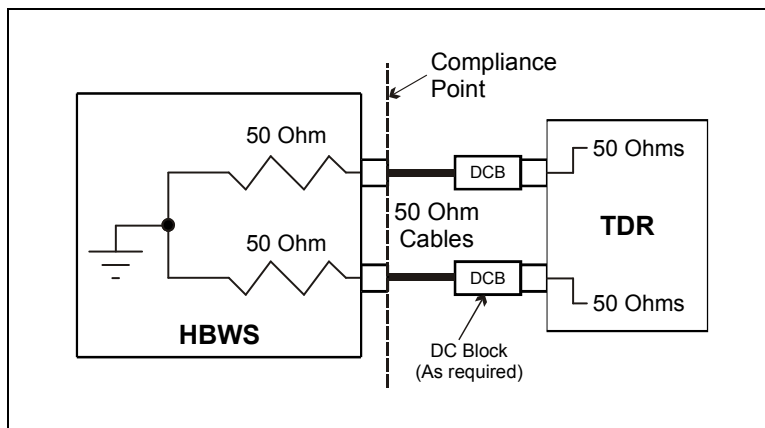 Compliance
Point
50 Ohm
50 Ohms
DCB
TDR
50 Ohm
Cables
50 Ohm
DCB
50 Ohms
HBWS
DC Block
(As required)